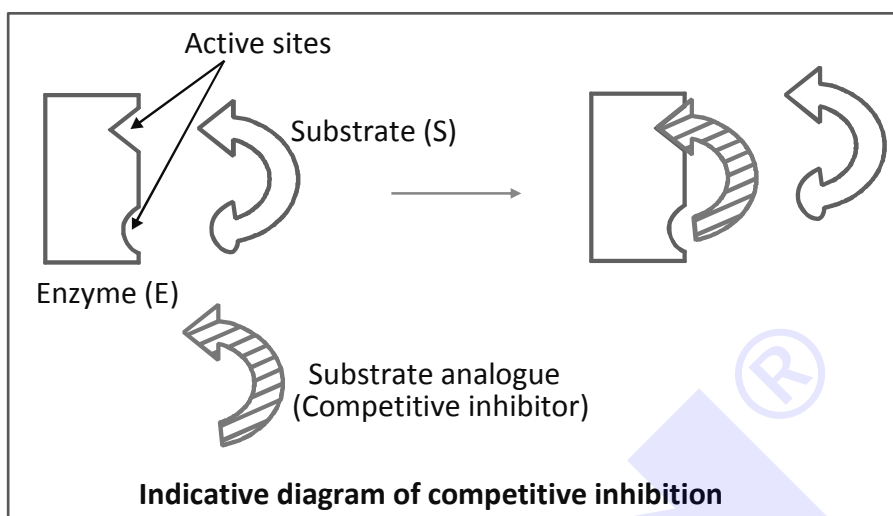 Active sites
Substrate (S)
Enzyme (E)
Substrate analogue
(Competitive inhibitor)
®
Indicative diagram of competitive inhibition